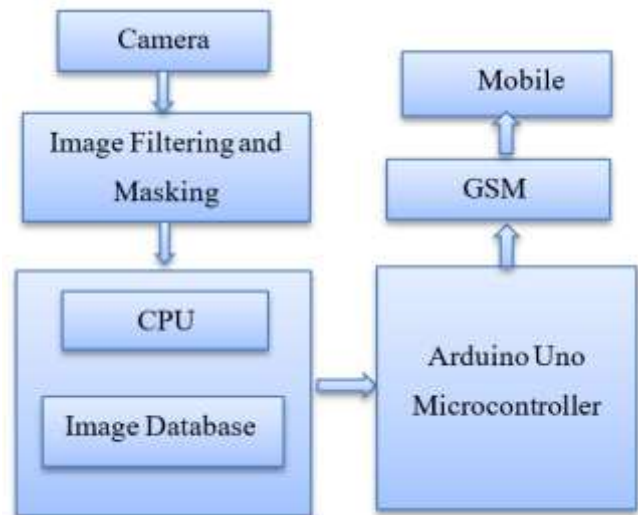 Camera
Image Filtering and
Masking
CPU
Image Database
Mobile
GSM
Arduino Uno
Microcontroller